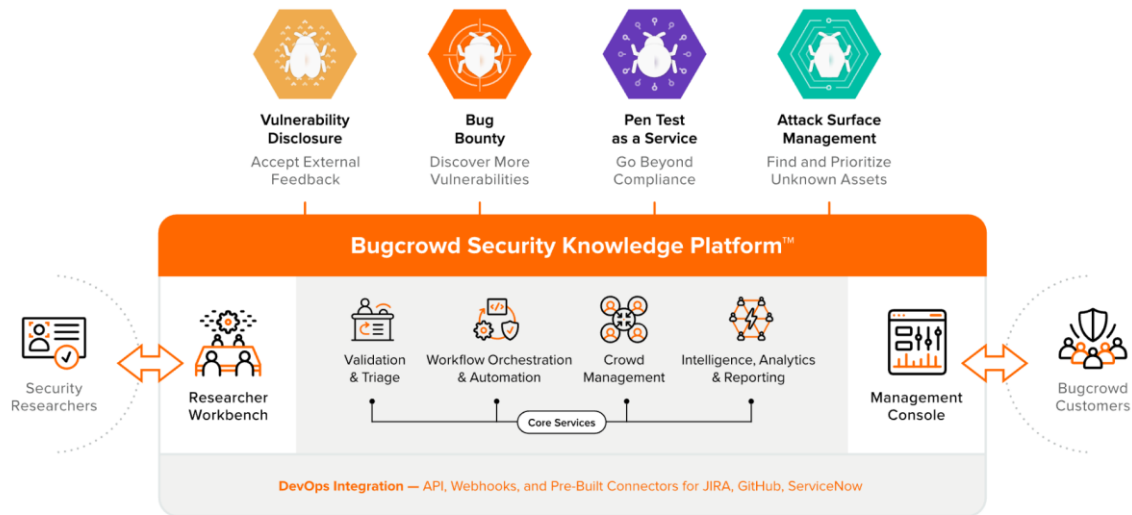 Vulnerability
Disclosure
Accept External
Feedback
Bug
Bounty
Discover More
Vulnerabilities
Pen Test
as a Service
Go Beyond
Compliance
Attack Surface
Management
Find and Prioritize
Unknown Assets
Bugcrowd Security Knowledge Platform™
Security
Researchers
Researcher
Workbench
Validation
& Triage
Workflow Orchestration
& Automation
Crowd
Management
Intelligence, Analytics
& Reporting
Core Services
Management
Console
Bugcrowd
Customers
DevOps Integration — API, Webhooks, and Pre-Built Connectors for JIRA, GitHub, ServiceNow